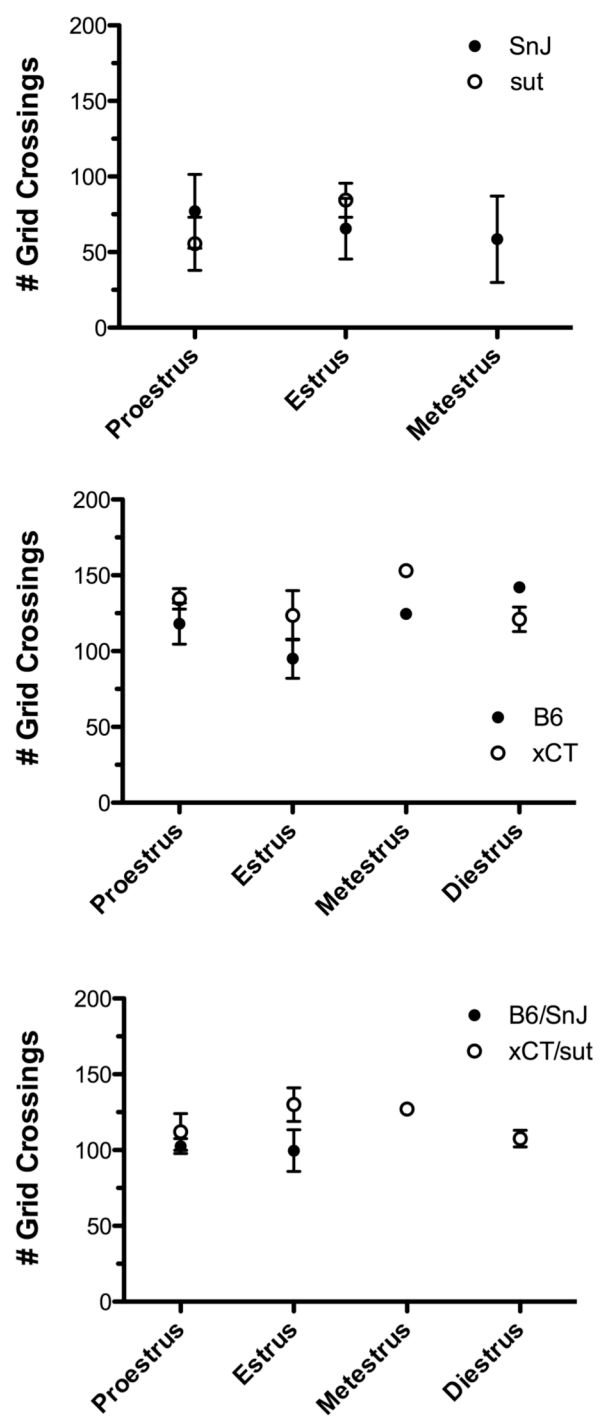 # Grid Crossings
200
150
100
50
0
SnJ
sut
Proestrus
Estrus
Metestrus
# Grid Crossings
200
150
100
50
0
B6
xCT
Proestrus
Estrus
Metestrus
Diestrus
# Grid Crossings
200
150
100
50
0
B6/SnJ
xCT/sut
Proestrus
Estrus
Metestrus
Diestrus